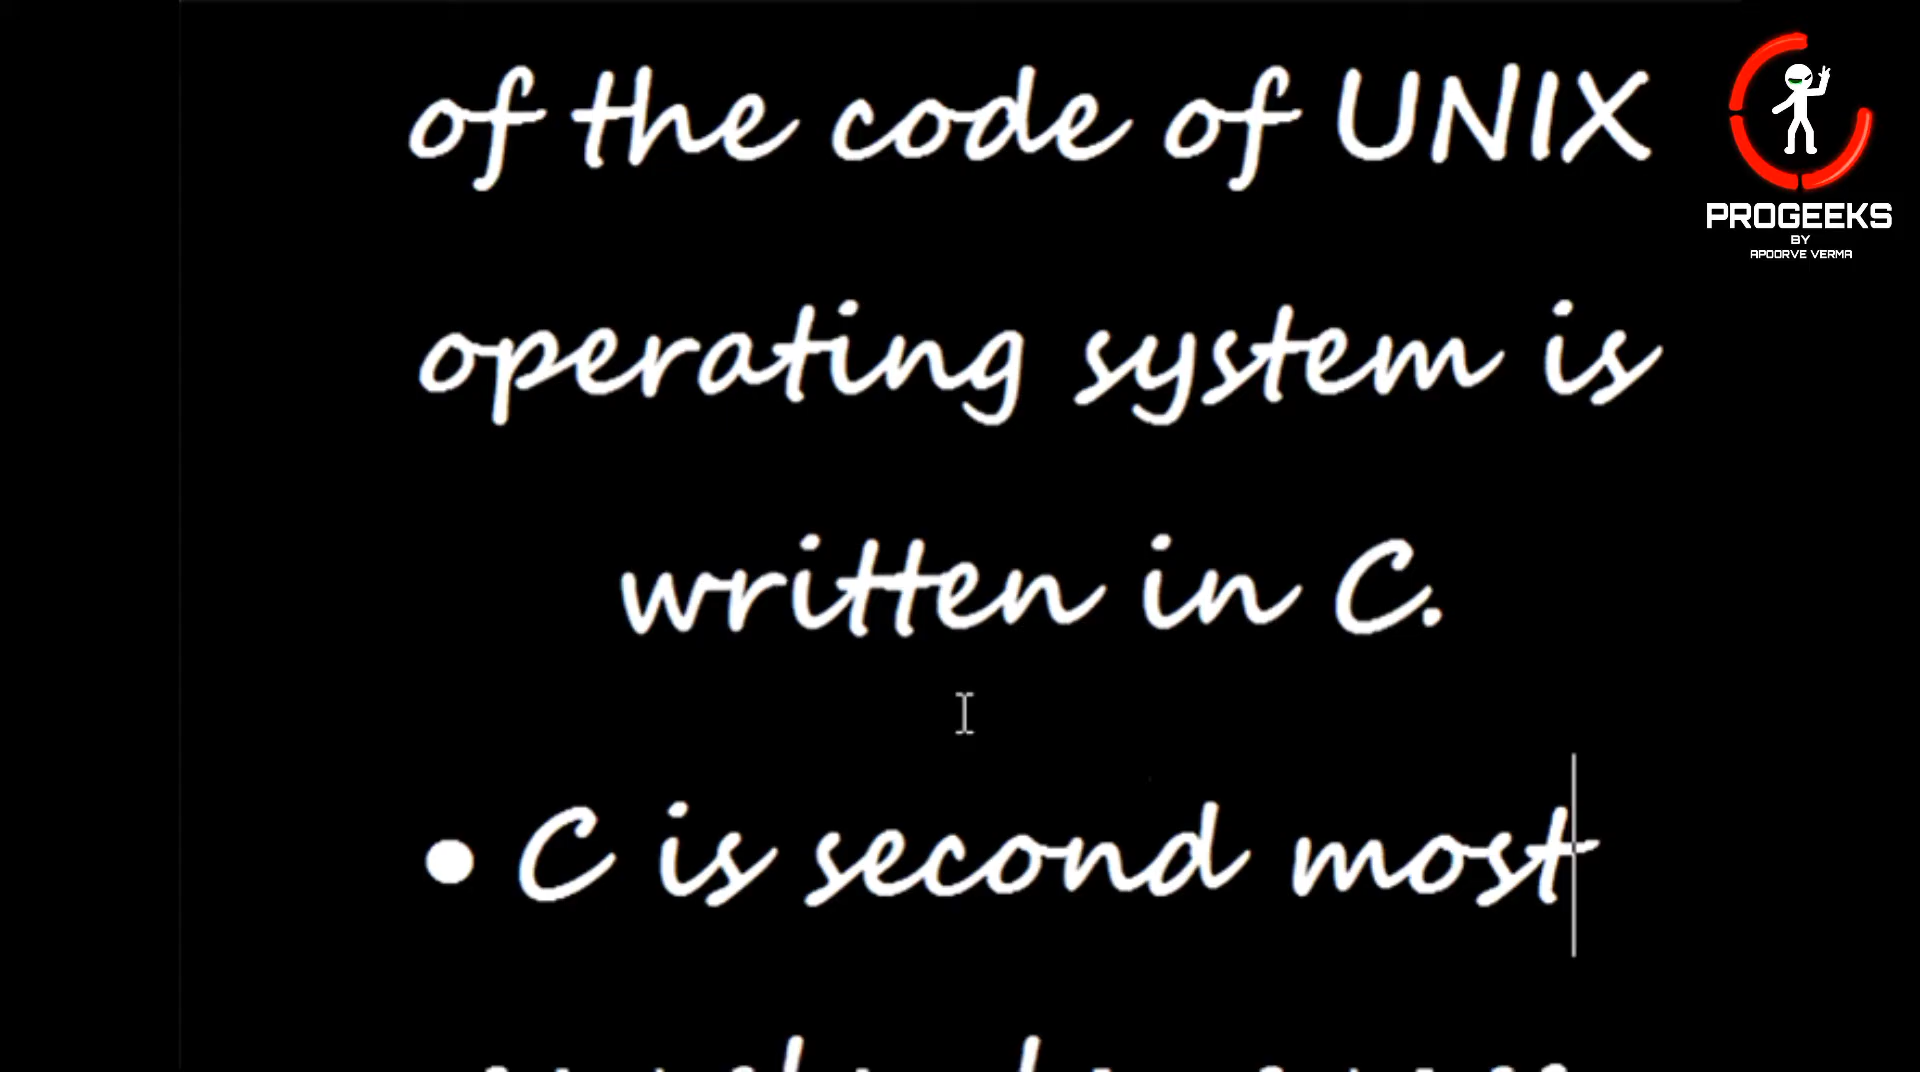 of the code of UNIX
operating system is
written in C.
• C is second most
PROGEEKS
BY
APOORVE VERMA